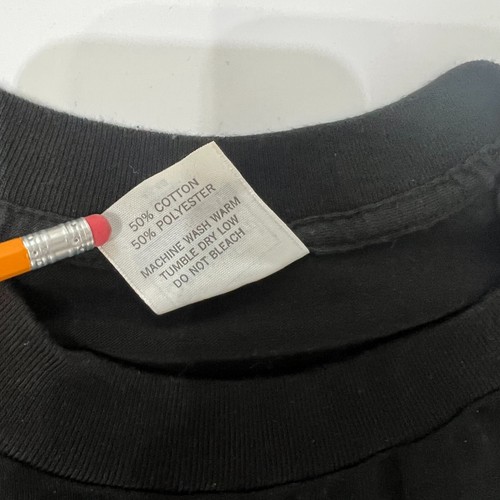 50% COTTON
50% POLYESTER
MACHINE WASH WARM
TUMBLE DRY LOW
DO NOT BLEACH